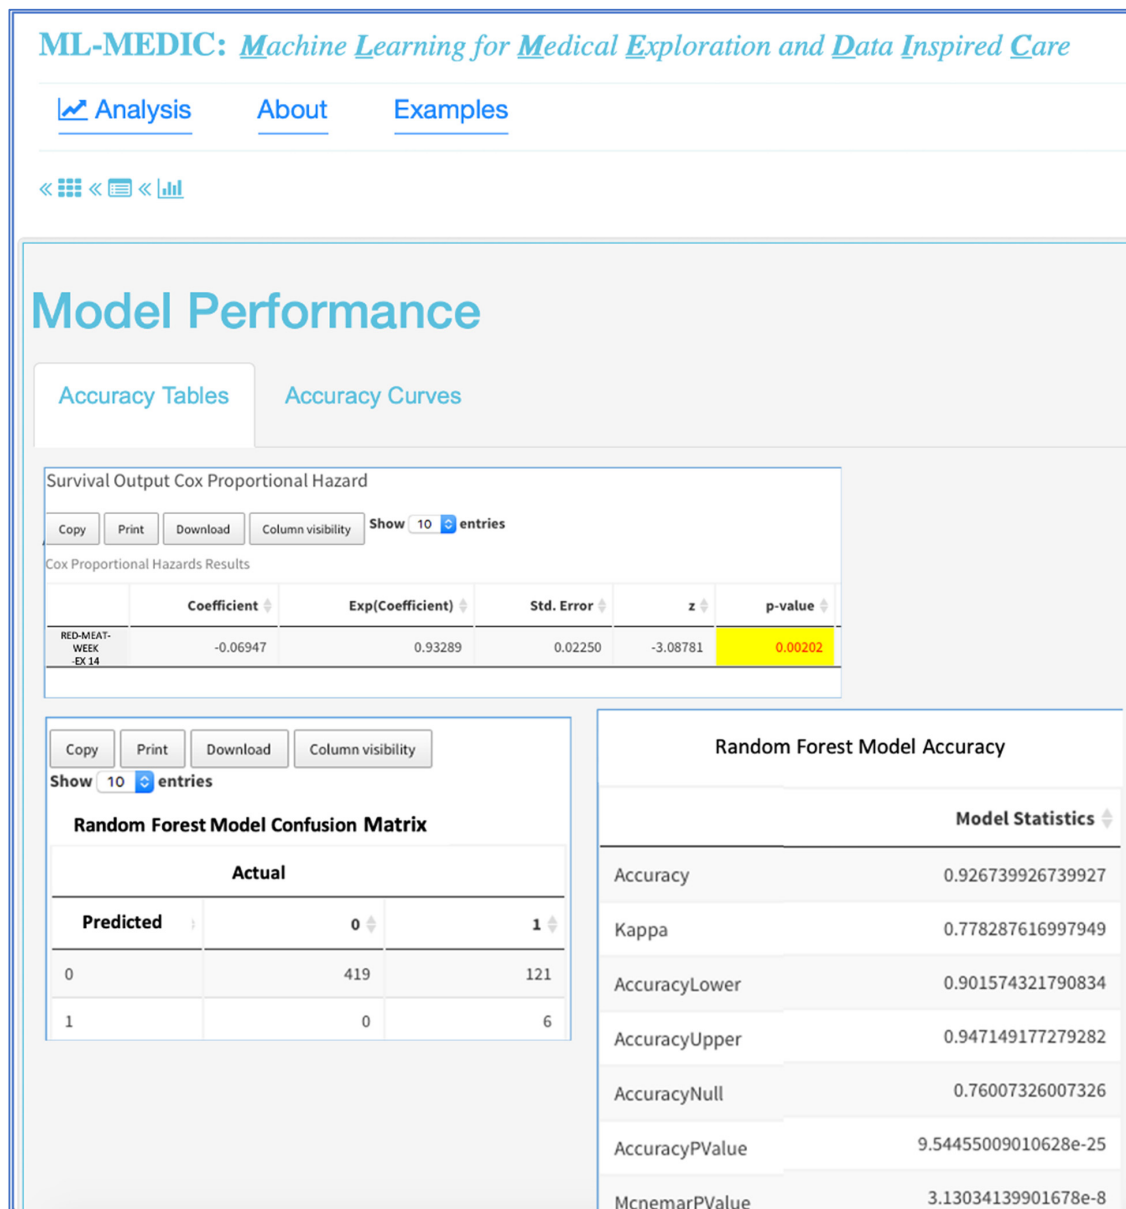 ML-MEDIC: Machine Learning for Medical Exploration and Data Inspired Care
Analysis About Examples
Model Performance
Accuracy Tables Accuracy Curves
Survival Output Cox Proportional Hazard
Copy Print Download Column visibility Show 10 entries
Cox Proportional Hazards Results
Coefficient Exp(Coefficient) Std. Error z p-value
RED-MEAT-
WEEK
-EX 14
-0.06947 0.93289 0.02250 -3.08781 0.00202
Copy Print Download Column visibility
Show 10 entries
Random Forest Model Confusion Matrix
Actual
Predicted 0 1
0 419 121
1 0 6
Random Forest Model Accuracy
Model Statistics
Accuracy 0.926739926739927
Kappa 0.778287616997949
AccuracyLower 0.901574321790834
AccuracyUpper 0.947149177279282
AccuracyNull 0.76007326007326
AccuracyPValue 9.54455009010628e-25
McnemarPValue 3.13034139901678e-8